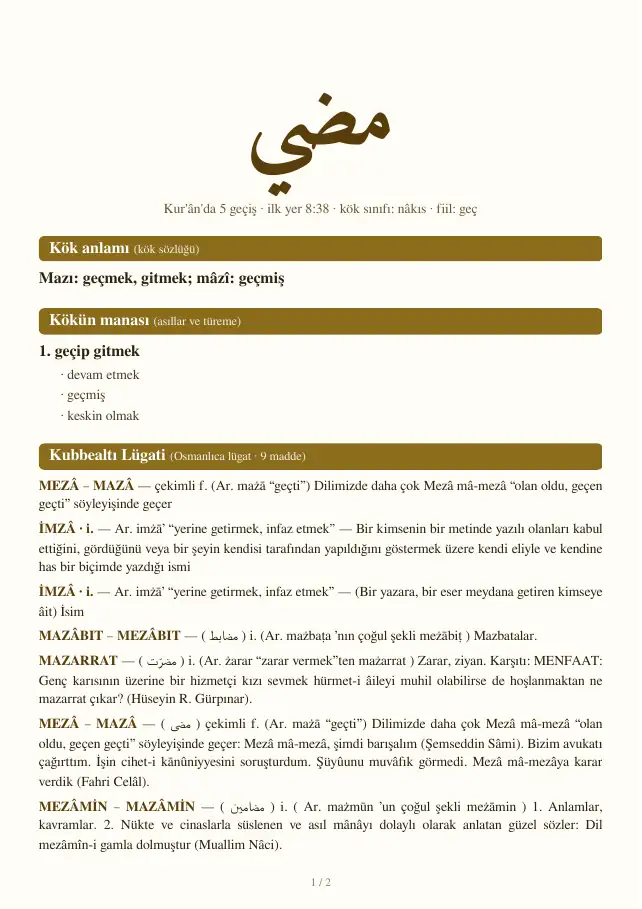 مضي
Kur'ân'da 5 geçiş · ilk yer 8:38 · kök sınıfı: nâkıs · fiil: geç
Kök anlamı (kök sözlüğü)
Mazı: geçmek, gitmek; mâzî: geçmiş
Kökün manası (asıllar ve türeme)
1. geçip gitmek
· devam etmek
· geçmiş
· keskin olmak
Kubbealtı Lügati (Osmanlıca lügat · 9 madde)
MEZÂ – MAZÂ — çekimli f. (Ar. mażā “geçti”) Dilimizde daha çok Mezâ mâ-mezâ “olan oldu, geçen
geçti” söyleyişinde geçer
İMZÂ · i. — Ar. imżā’ “yerine getirmek, infaz etmek” — Bir kimsenin bir metinde yazılı olanları kabul
ettiğini, gördüğünü veya bir şeyin kendisi tarafından yapıldığını göstermek üzere kendi eliyle ve kendine
has bir biçimde yazdığı ismi
İMZÂ · i. — Ar. imżā’ “yerine getirmek, infaz etmek” — (Bir yazara, bir eser meydana getiren kimseye
âit) İsim
MAZÂBIT – MEZÂBIT — ( مضابط ) i. (Ar. mażbaṭa ’nın çoğul şekli meżābiṭ ) Mazbatalar.
MAZARRAT — ( مضرّت ) i. (Ar. żarar “zarar vermek”ten mażarrat ) Zarar, ziyan. Karşıtı: MENFAAT:
Genç karısının üzerine bir hizmetçi kızı sevmek hürmet-i âileyi muhil olabilirse de hoşlanmaktan ne
mazarrat çıkar? (Hüseyin R. Gürpınar).
MEZÂ – MAZÂ — ( مضى ) çekimli f. (Ar. mażā “geçti”) Dilimizde daha çok Mezâ mâ-mezâ “olan
oldu, geçen geçti” söyleyişinde geçer: Mezâ mâ-mezâ, şimdi barışalım (Şemseddin Sâmi). Bizim avukatı
çağırttım. İşin cihet-i kānûniyyesini soruşturdum. Şüyûunu muvâfık görmedi. Mezâ mâ-mezâya karar
verdik (Fahri Celâl).
MEZÂMİN – MAZÂMİN — ( مضامين ) i. ( Ar. mażmūn ’un çoğul şekli meżāmin ) 1. Anlamlar,
kavramlar. 2. Nükte ve cinaslarla süslenen ve asıl mânâyı dolaylı olarak anlatan güzel sözler: Dil
mezâmîn-i gamla dolmuştur (Muallim Nâci).
1 / 2